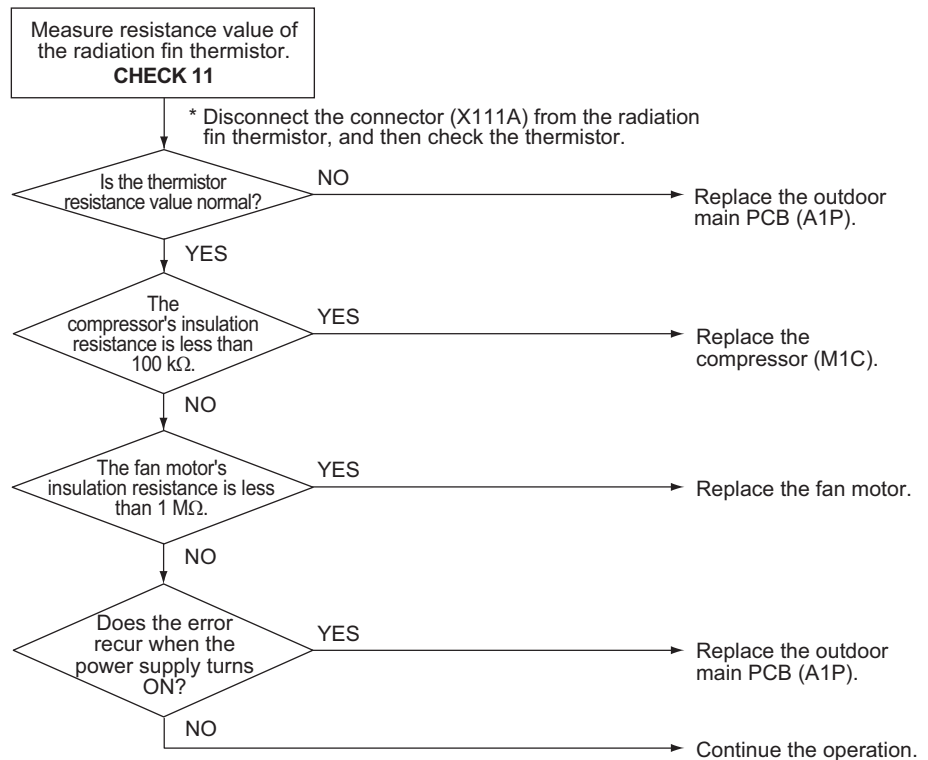 Measure resistance value of
the radiation fin thermistor.
CHECK 11
* Disconnect the connector (X111A) from the radiation
fin thermistor, and then check the thermistor.
Is the thermistor
resistance value normal?
NO
Replace the outdoor
main PCB (A1P).
YES
The
compressor's insulation
resistance is less than
100 kΩ.
YES
Replace the
compressor (M1C).
NO
The fan motor's
insulation resistance is less
than 1 MΩ.
YES
Replace the fan motor.
NO
Does the error
recur when the
power supply turns
ON?
YES
Replace the outdoor
main PCB (A1P).
NO
Continue the operation.